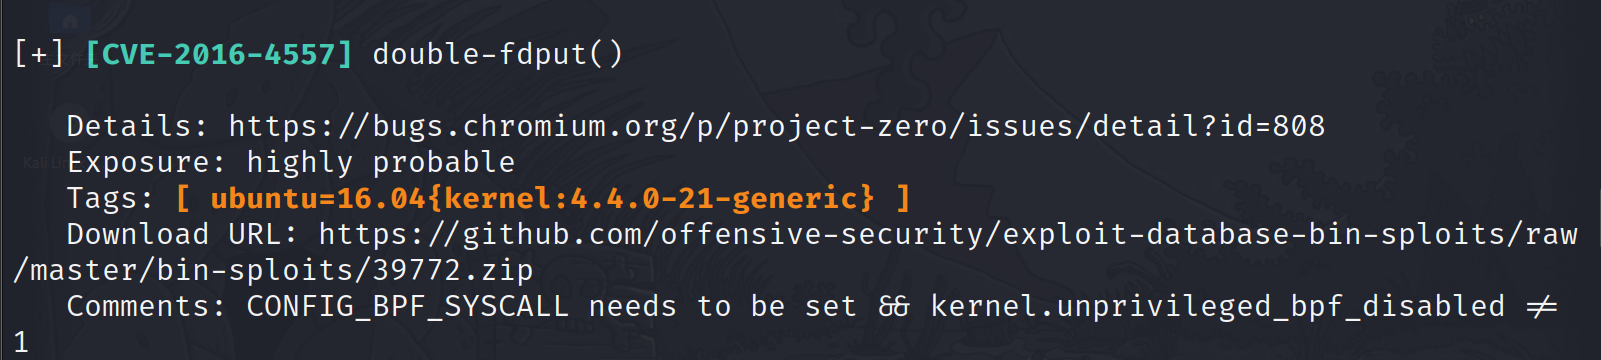 [+] [CVE-2016-4557] double-fdput()
Details: https://bugs.chromium.org/p/project-zero/issues/detail?id=808
Exposure: highly probable
Tags: [ ubuntu=16.04{kernel:4.4.0-21-generic} ]
Download URL: https://github.com/offensive-security/exploit-database-bin-sploits/raw
/master/bin-sploits/39772.zip
Comments: CONFIG_BPF_SYSCALL needs to be set && kernel.unprivileged_bpf_disabled ≠
1